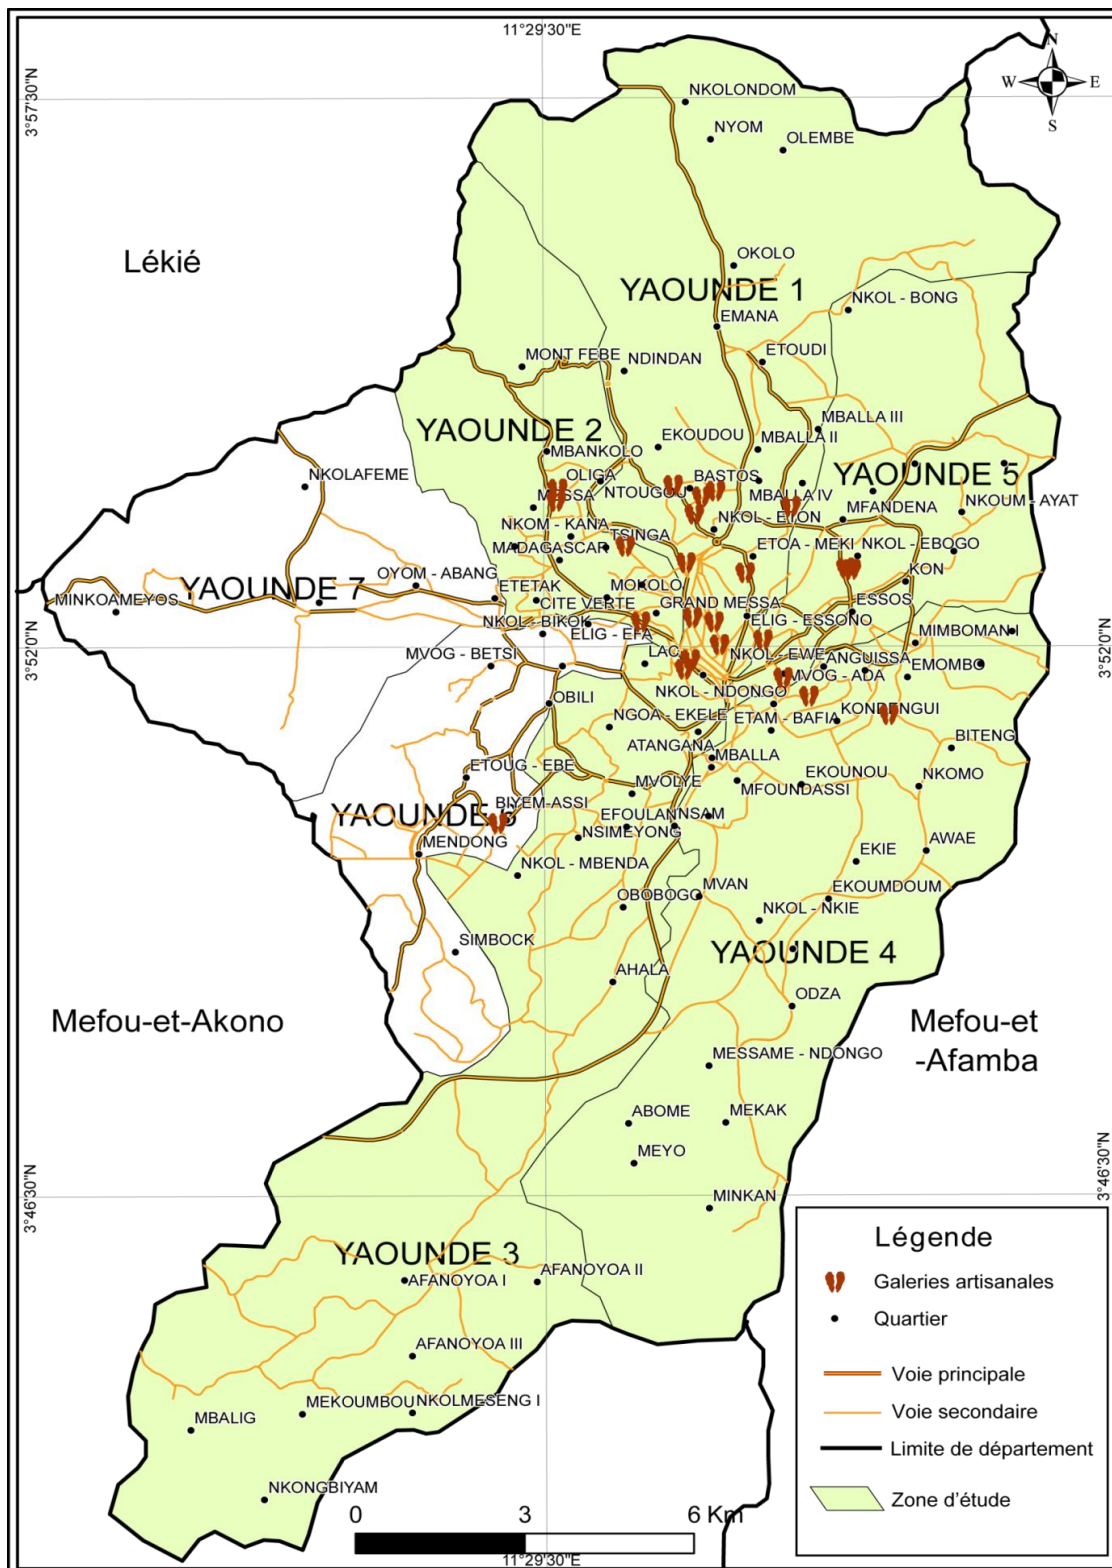 11°29'30"E
N
W
E
S
3°57'30"N
3°57'30"N
NKOLONDOM
NYOM
OLEMBE
Lékié
OKOLO
YAOUNDE 1
NKOL - BONG
EMANA
ETOUDI
MONT FEBE
NDINDAN
YAOUNDE 2
MBALLA III
EKOUDOU
MBALLA II
MBANKOLO
YAOUNDE 5
OLIGA
BASTOS
NKOLAFEME
MESSA
NTOUGOU
MBALLA IV
NKOUM - AYAT
MFANDENA
NKOM - KANA
NKOL - ETON
TSINGA
MADAGASCAR
ETOA - MEKI
NKOL - EBOGO
OYOM - ABANG
KON
YAOUNDE 7
ETETAK
MOKOLO
MINKOAMEYOS
CITE VERTE
GRAND MESSA
ESSOS
NKOL - BIKOK
ELIG - ESSONO
ELIG - EFA
MIMBOMAN I
3°52'0"N
3°52'0"N
MVOG - BETSI
LAC
NKOL - EWE
ANGUISSA
EMOMBO
MVOG - ADA
NKOL - NDONGO
OBILI
NGOA - EKELE
ETAM - BAFIA
KONDENGUI
ATANGANA
MBALLA
BITENG
ETOUG - EBE
MVOLYE
MFOUNDASSI
EKOUNOU
NKOMO
YAOUNDE 6
BIYEM-ASSI
EFOULAN
NSAM
NSIMEYONG
MENDONG
AWAE
NKOL - MBENDA
EKIE
OBOBOGO
MVAN
EKOUMDOUM
NKOL - NKIE
SIMBOCK
YAOUNDE 4
AHALA
ODZA
Mefou-et-Akono
Mefou-et
-Afamba
MESSAME - NDONGO
ABOME
MEKAK
MEYO
3°46'30"N
3°46'30"N
MINKAN
YAOUNDE 3
AFANOYOA I
AFANOYOA II
AFANOYOA III
MEKOUMBOU
NKOLMESENG I
MBALIG
NKONGBIYAM
Légende
Galeries artisanales
Quartier
Voie principale
Voie secondaire
Limite de département
Zone d'étude
0
3
6 Km
11°29'30"E